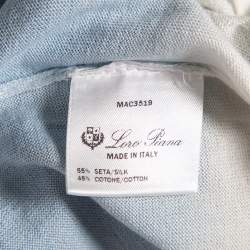 MAC3519
Loro Piana
MADE IN ITALY
55% SETA/SILK
45% COTONE/COTTON